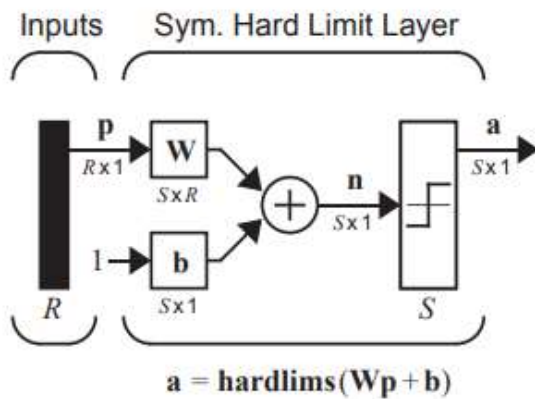 Inputs Sym. Hard Limit Layer
p
R x 1
W
S x R
1
b
S x 1
n
S x 1
a
S x 1
R
S
a = hardlims(Wp + b)